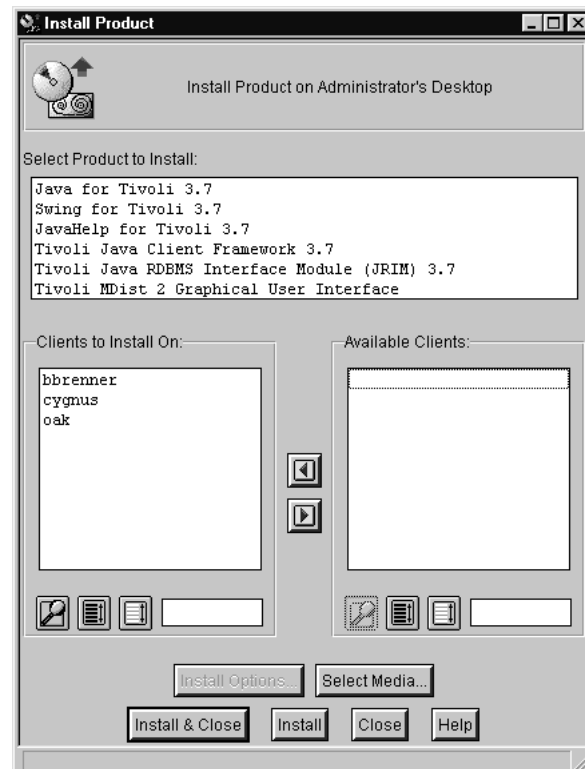 Install Product
Install Product on Administrator's Desktop
Select Product to Install:
Java for Tivoli 3.7
Swing for Tivoli 3.7
JavaHelp for Tivoli 3.7
Tivoli Java Client Framework 3.7
Tivoli Java RDBMS Interface Module (JRIM) 3.7
Tivoli MDist 2 Graphical User Interface
Clients to Install On:
bbrenner
cygnus
oak
Available Clients:
Install Options...
Select Media...
Install & Close
Install
Close
Help